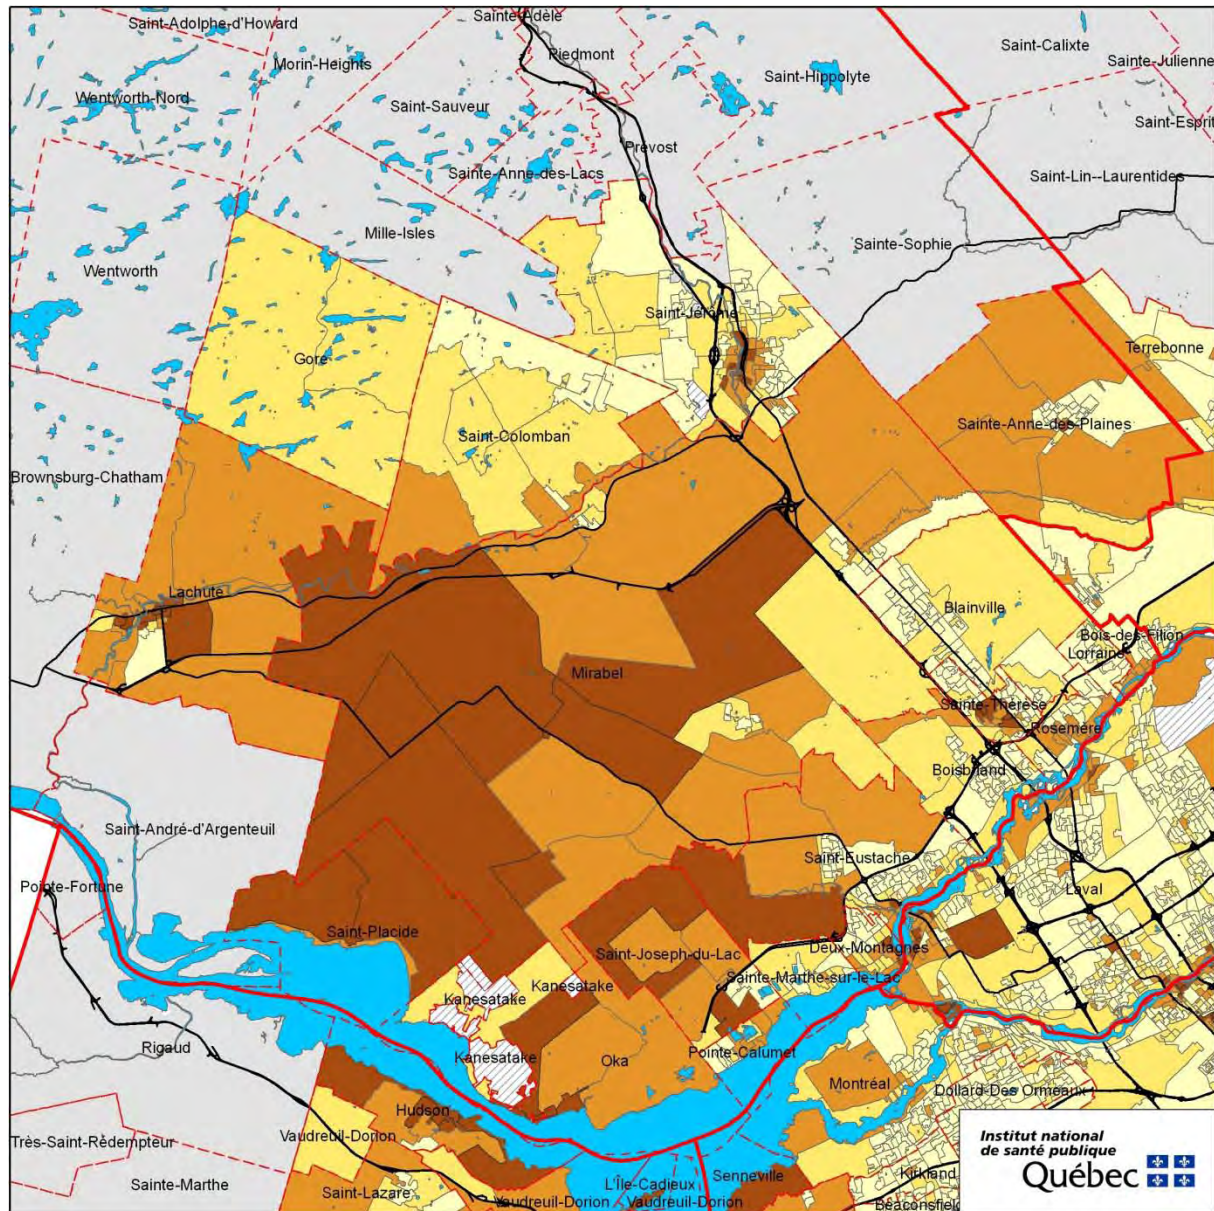 Sainte-Adèle
Saint-Adolphe-d'Howard
Piedmont
Saint-Calixte
Morin-Heights
Sainte-Julienne
Saint-Hippolyte
Wentworth-Nord
Saint-Sauveur
Saint-Esprit
Prévost
Sainte-Anne-des-Lacs
Saint-Lin--Laurentides
Mille-Isles
Sainte-Sophie
Wentworth
Saint-Jérôme
Terrebonne
Gore
Sainte-Anne-des-Plaines
Saint-Colomban
Brownsburg-Chatham
Lachute
Blainville
Bois-des-Filion
Lorraine
Mirabel
Sainte-Thérèse
Rosemère
Boisbriand
Saint-André-d'Argenteuil
Saint-Eustache
Pointe-Fortune
Laval
Saint-Placide
Deux-Montagnes
Saint-Joseph-du-Lac
Sainte-Marthe-sur-le-Lac
Kanesatake
Kanesatake
Rigaud
Kanesatake
Oka
Pointe-Calumet
Montréal
Dollard-Des Ormeaux
Hudson
Très-Saint-Rédempteur
Vaudreuil-Dorion
Sainte-Marthe
Saint-Lazare
L'Île-Cadieux
Senneville
Kirkland
Vaudreuil-Dorion
Vaudreuil-Dorion
Beaconsfield
Institut national
de santé publique
Québec